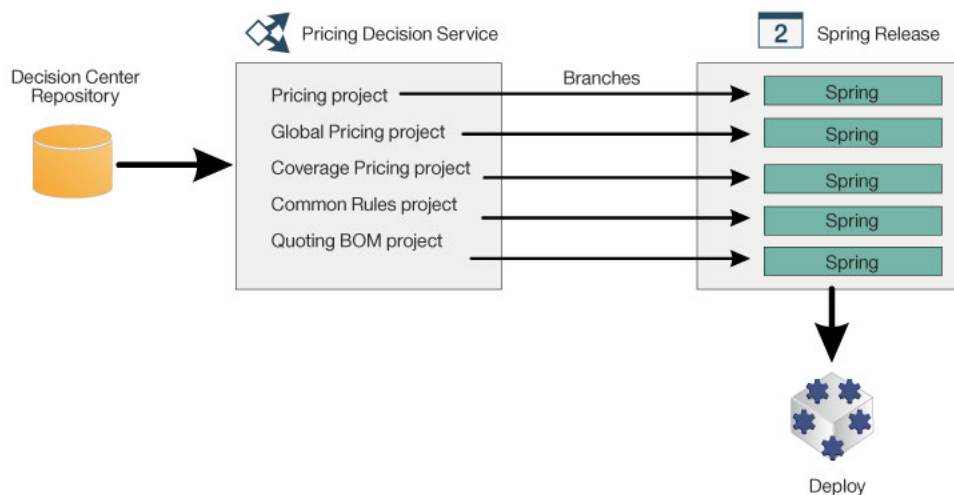 Pricing Decision Service
2
Spring Release
Decision Center
Repository
Branches
Pricing project
Global Pricing project
Coverage Pricing project
Common Rules project
Quoting BOM project
Spring
Spring
Spring
Spring
Spring
Deploy